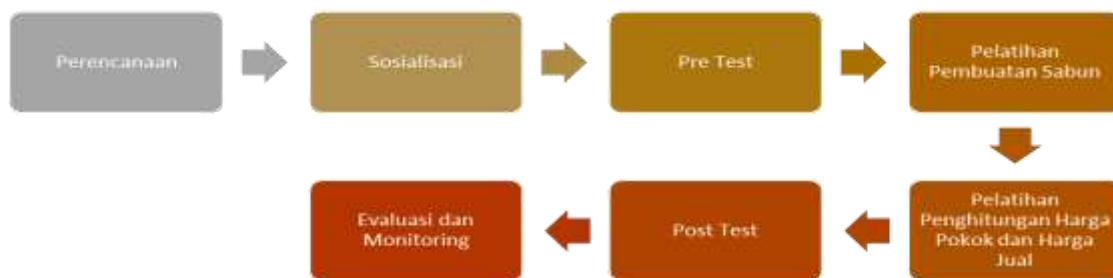 Perencanaan
Sosialisasi
Pre Test
Pelatihan
Pembuatan Sabun
Pelatihan
Penghitungan Harga
Pokok dan Harga
Jual
Post Test
Evaluasi dan
Monitoring